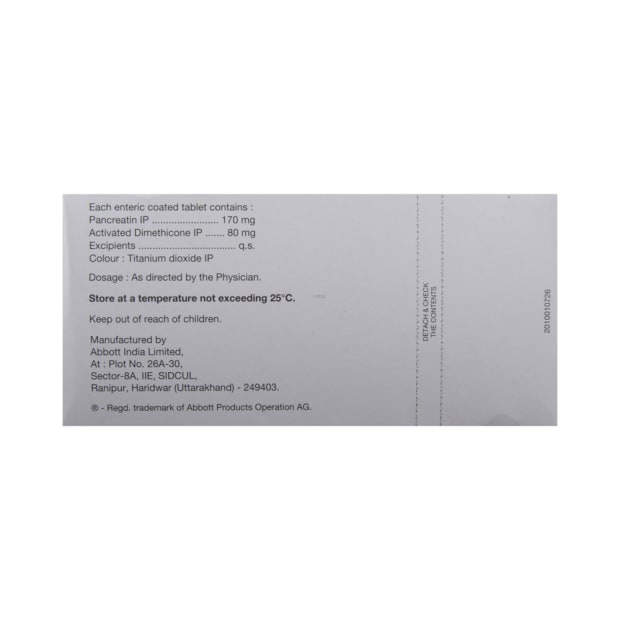 Each enteric coated tablet contains :
Pancreatin IP ........................ 170 mg
Activated Dimethicone IP ....... 80 mg
Excipients ................................... q.s.
Colour : Titanium dioxide IP
Dosage : As directed by the Physician.
Store at a temperature not exceeding 25°C.
Keep out of reach of children.
Manufactured by
Abbott India Limited,
At : Plot No. 26A-30,
Sector-8A, IIE, SIDCUL,
Ranipur, Haridwar (Uttarakhand) - 249403.
® - Regd. trademark of Abbott Products Operation AG.
DETACH & CHECK
THE CONTENTS
2010010726